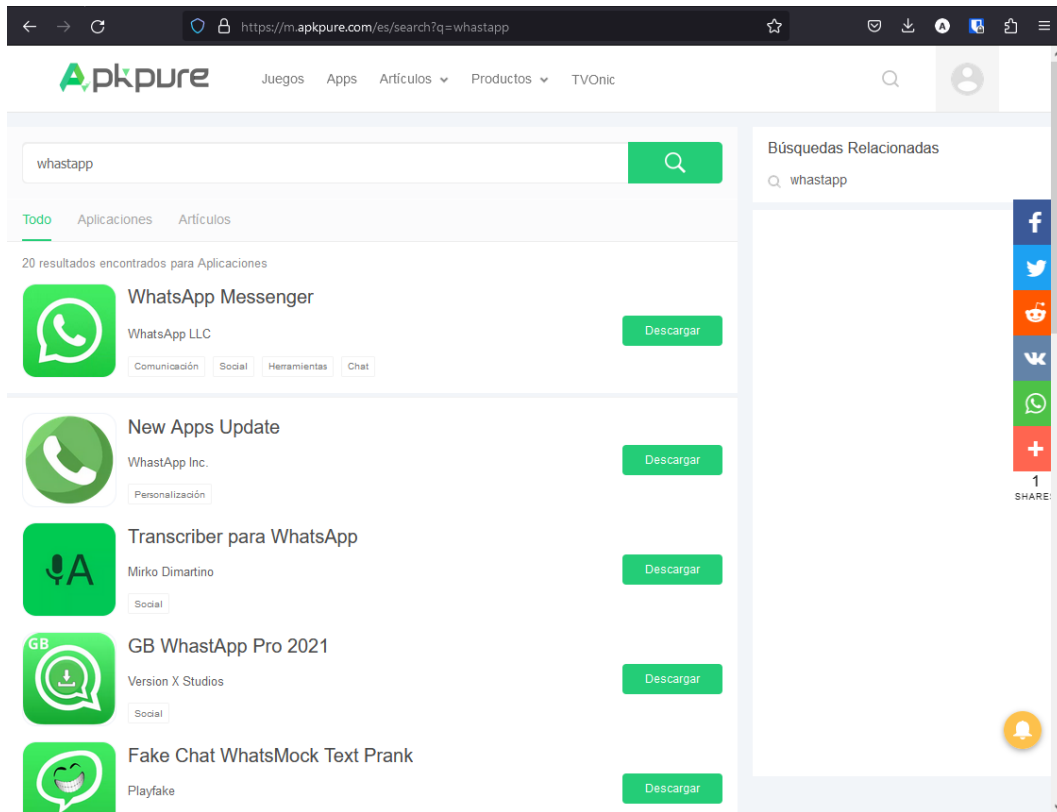 https://m.apkpure.com/es/search?q=whastapp
Apkpure
Juegos Apps Artículos Productos TVOnic
whastapp
Todo Aplicaciones Artículos
20 resultados encontrados para Aplicaciones
WhatsApp Messenger
WhatsApp LLC
Comunicación Social Herramientas Chat
Descargar
New Apps Update
WhastApp Inc.
Personalización
Descargar
A
Transcriber para WhatsApp
Mirko Dimartino
Social
Descargar
GB
GB WhastApp Pro 2021
Version X Studios
Social
Descargar
Fake Chat WhatsMock Text Prank
Playfake
Descargar
Búsquedas Relacionadas
whastapp
1
SHARES